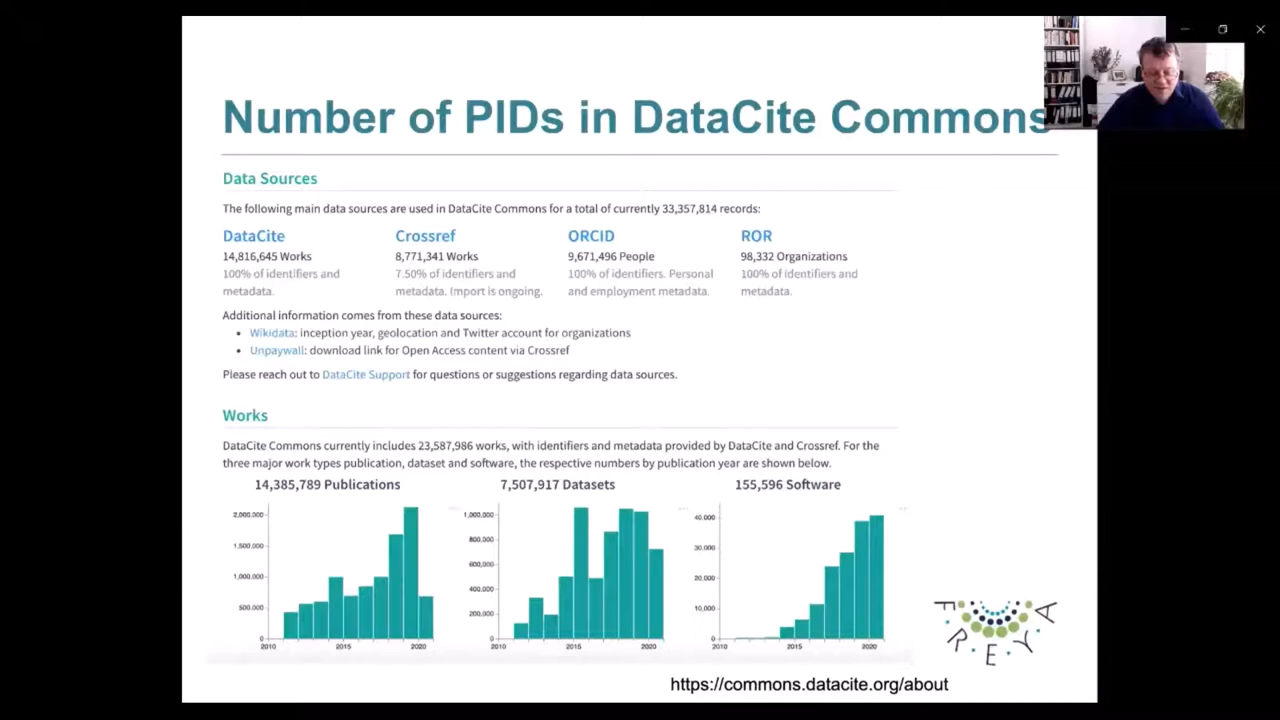 Number of PIDs in DataCite Commons
Data Sources
The following main data sources are used in DataCite Commons for a total of currently 33,357,814 records:
DataCite
14,816,645 Works
100% of identifiers and
metadata.
Crossref
8,771,341 Works
7.50% of identifiers and
metadata. Import is ongoing.
ORCID
9,671,496 People
100% of identifiers. Personal
and employment metadata.
ROR
98,332 Organizations
100% of identifiers and
metadata.
Additional information comes from these data sources:
• Wikidata: inception year, geolocation and Twitter account for organizations
• Unpaywall: download link for Open Access content via Crossref
Please reach out to DataCite Support for questions or suggestions regarding data sources.
Works
DataCite Commons currently includes 23,587,986 works, with identifiers and metadata provided by DataCite and Crossref. For the
three major work types publication, dataset and software, the respective numbers by publication year are shown below.
14,385,789 Publications
2,000,000
1,500,000
1,000,000
500,000
0
2010 2015 2020
7,507,917 Datasets
1,000,000
800,000
600,000
400,000
200,000
0
2010 2015 2020
155,596 Software
40,000
30,000
20,000
10,000
0
2010 2015 2020
FREYA
https://commons.datacite.org/about